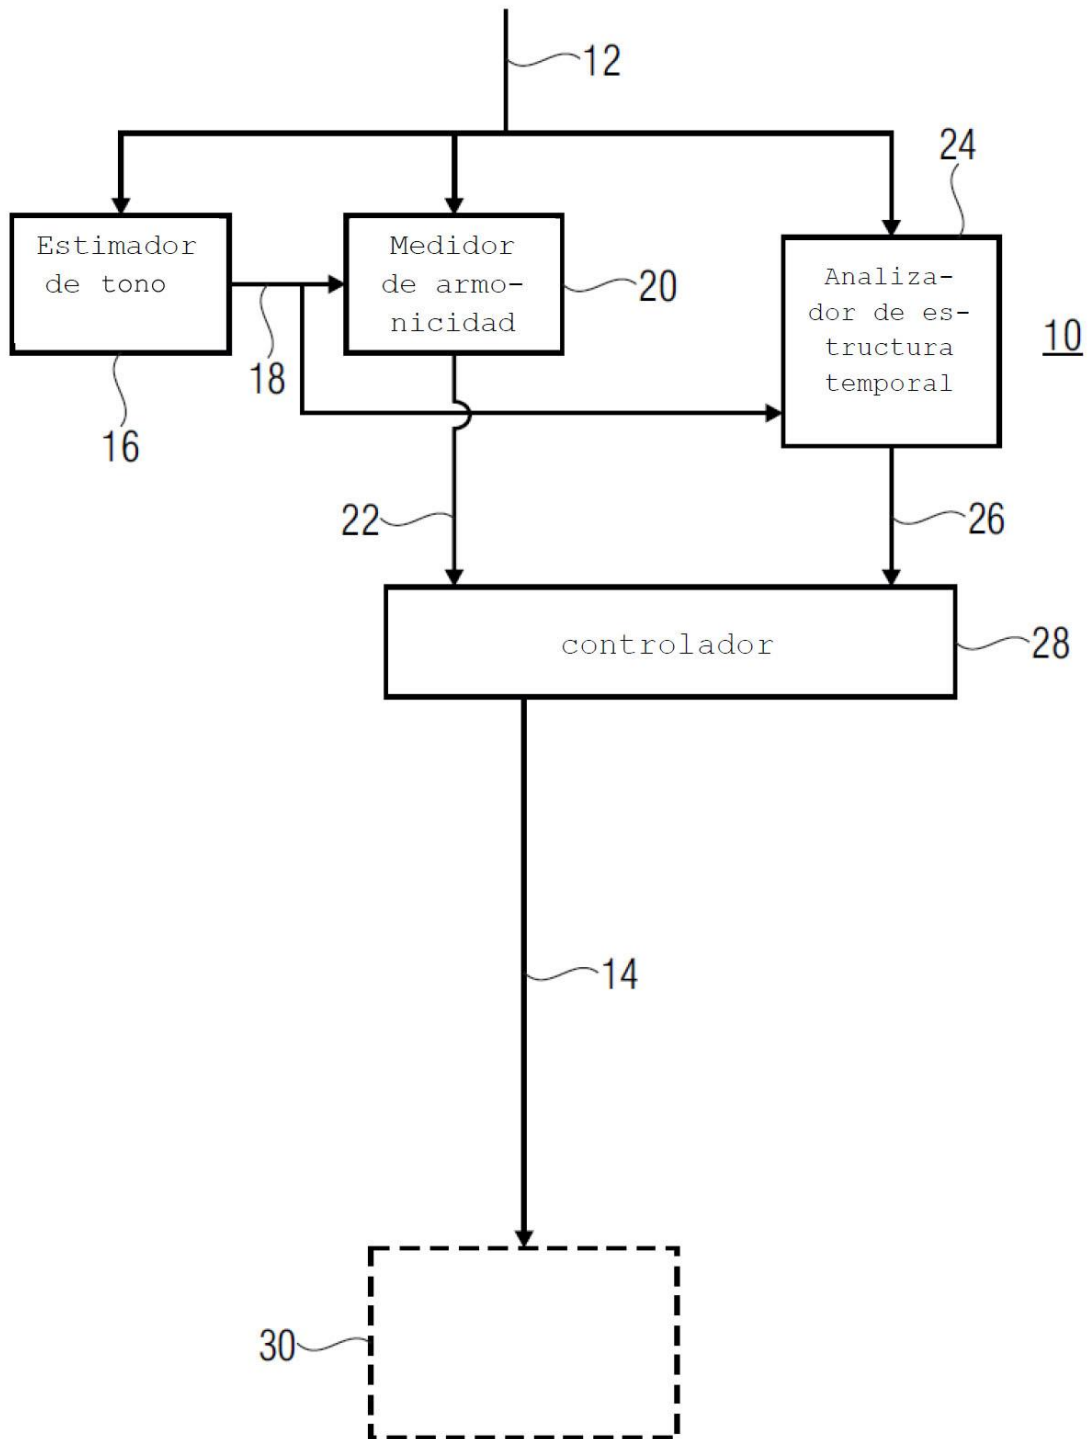 12
24
Estimador
de tono
Medidor
de armo-
nicidad
20
Analiza-
dor de es-
tructura
temporal
10
18
16
22
26
controlador
28
14
30